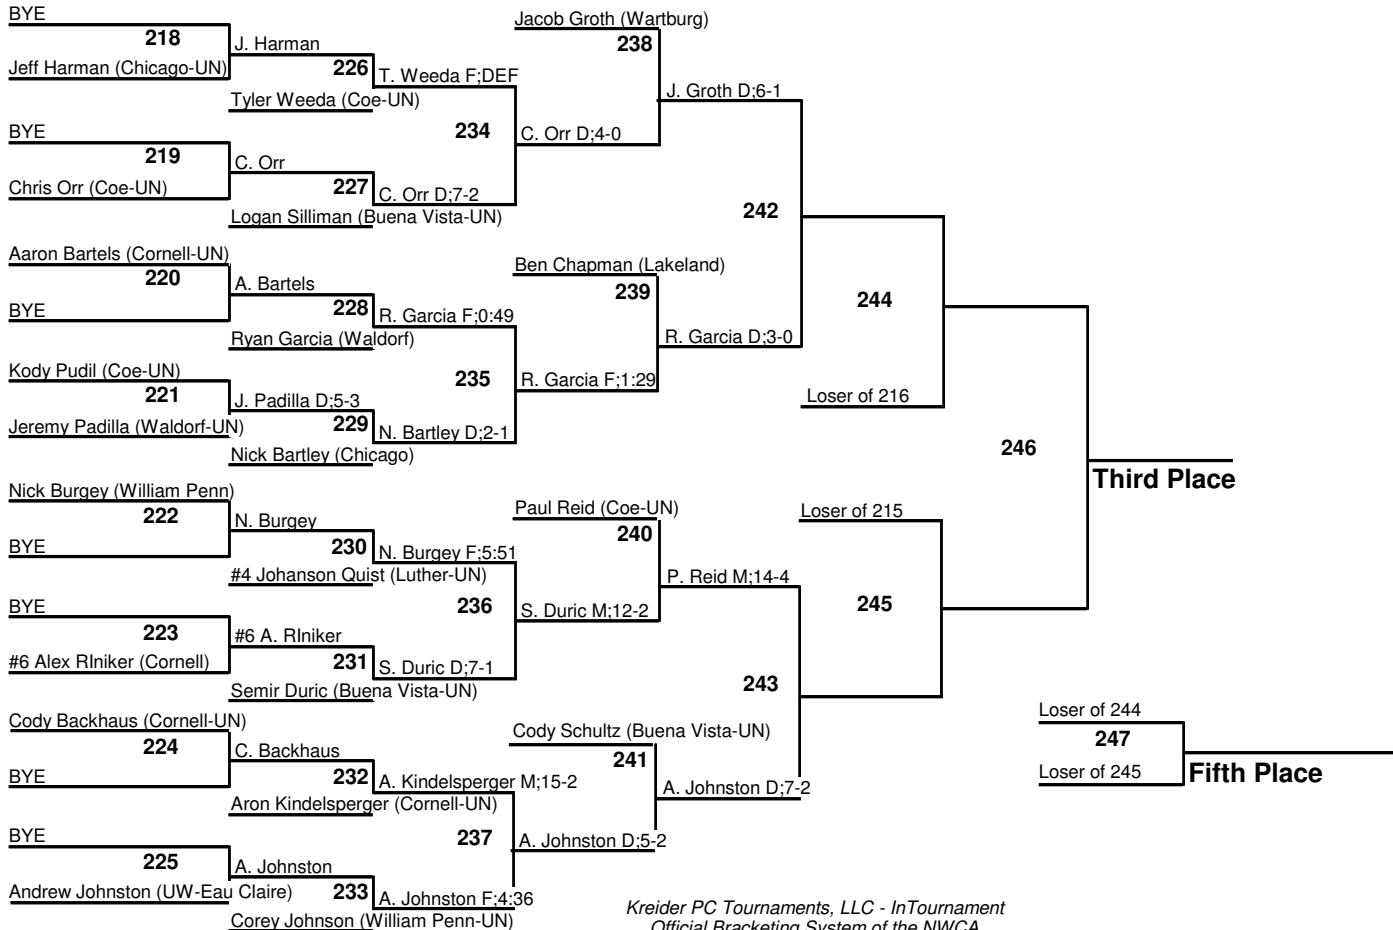 BYE
218
Jeff Harman (Chicago-UN)
J. Harman
226
Tyler Weeda (Coe-UN)
T. Weeda F;DEF
BYE
219
Chris Orr (Coe-UN)
C. Orr
227
Logan Silliman (Buena Vista-UN)
C. Orr D;7-2
234
C. Orr D;4-0
Jacob Groth (Wartburg)
238
J. Groth D;6-1
Aaron Bartels (Cornell-UN)
220
BYE
A. Bartels
228
Ryan Garcia (Waldorf)
R. Garcia F;0:49
Kody Pudil (Coe-UN)
221
Jeremy Padilla (Waldorf-UN)
J. Padilla D;5-3
229
Nick Bartley (Chicago)
N. Bartley D;2-1
235
R. Garcia F;1:29
Ben Chapman (Lakeland)
239
R. Garcia D;3-0
242
244
Loser of 216
Nick Burgey (William Penn)
222
BYE
N. Burgey
230
#4 Johanson Quist (Luther-UN)
N. Burgey F;5:51
BYE
223
#6 Alex RIniker (Cornell)
#6 A. RIniker
231
Semir Duric (Buena Vista-UN)
S. Duric D;7-1
236
S. Duric M;12-2
Paul Reid (Coe-UN)
240
P. Reid M;14-4
Cody Backhaus (Cornell-UN)
224
BYE
C. Backhaus
232
Aron Kindelsperger (Cornell-UN)
A. Kindelsperger M;15-2
BYE
225
Andrew Johnston (UW-Eau Claire)
A. Johnston
233
Corey Johnson (William Penn-UN)
A. Johnston F;4:36
237
A. Johnston D;5-2
Cody Schultz (Buena Vista-UN)
241
A. Johnston D;7-2
243
Loser of 215
245
246
Third Place
Loser of 244
247
Loser of 245
Fifth Place
Kreider PC Tournaments, LLC - InTournament
Official Bracketing System of the NWCA